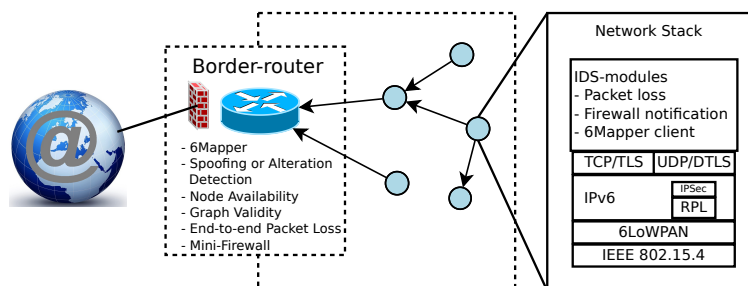 @
Border-router
- 6Mapper
- Spoofing or Alteration
Detection
- Node Availability
- Graph Validity
- End-to-end Packet Loss
- Mini-Firewall
Network Stack
IDS-modules
- Packet loss
- Firewall notification
- 6Mapper client
TCP/TLS
UDP/DTLS
IPv6
IPSec
RPL
6LoWPAN
IEEE 802.15.4